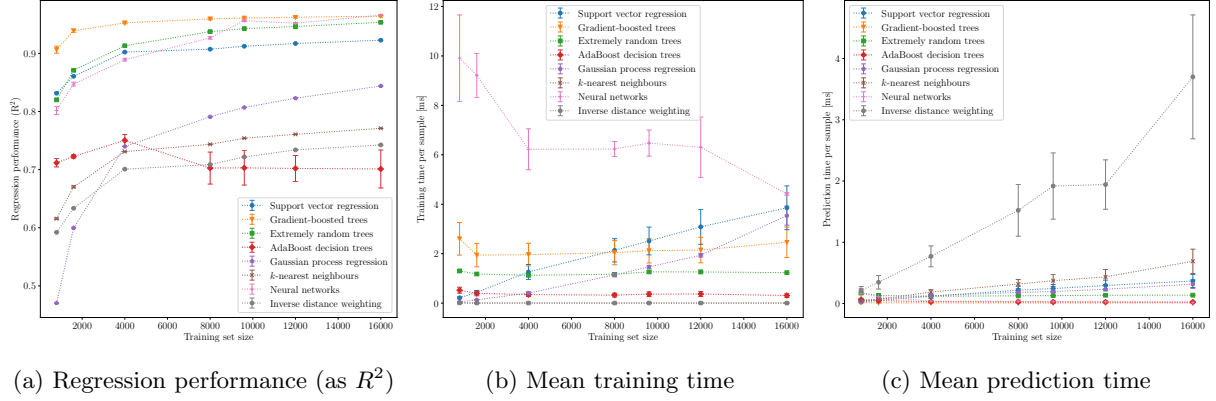 0.9
0.8
0.7
0.6
0.5
Regression performance (R²)
2000 4000 6000 8000 10000 12000 14000 16000
Training set size
Support vector regression
Gradient-boosted trees
Extremely random trees
AdaBoost decision trees
Gaussian process regression
k-nearest neighbours
Neural networks
Inverse distance weighting
(a) Regression performance (as R²)
12
10
8
6
4
2
0
Training time per sample [ms]
2000 4000 6000 8000 10000 12000 14000 16000
Training set size
Support vector regression
Gradient-boosted trees
Extremely random trees
AdaBoost decision trees
Gaussian process regression
k-nearest neighbours
Neural networks
Inverse distance weighting
(b) Mean training time
4
3
2
1
0
Prediction time per sample [ms]
2000 4000 6000 8000 10000 12000 14000 16000
Training set size
Support vector regression
Gradient-boosted trees
Extremely random trees
AdaBoost decision trees
Gaussian process regression
k-nearest neighbours
Neural networks
Inverse distance weighting
(c) Mean prediction time